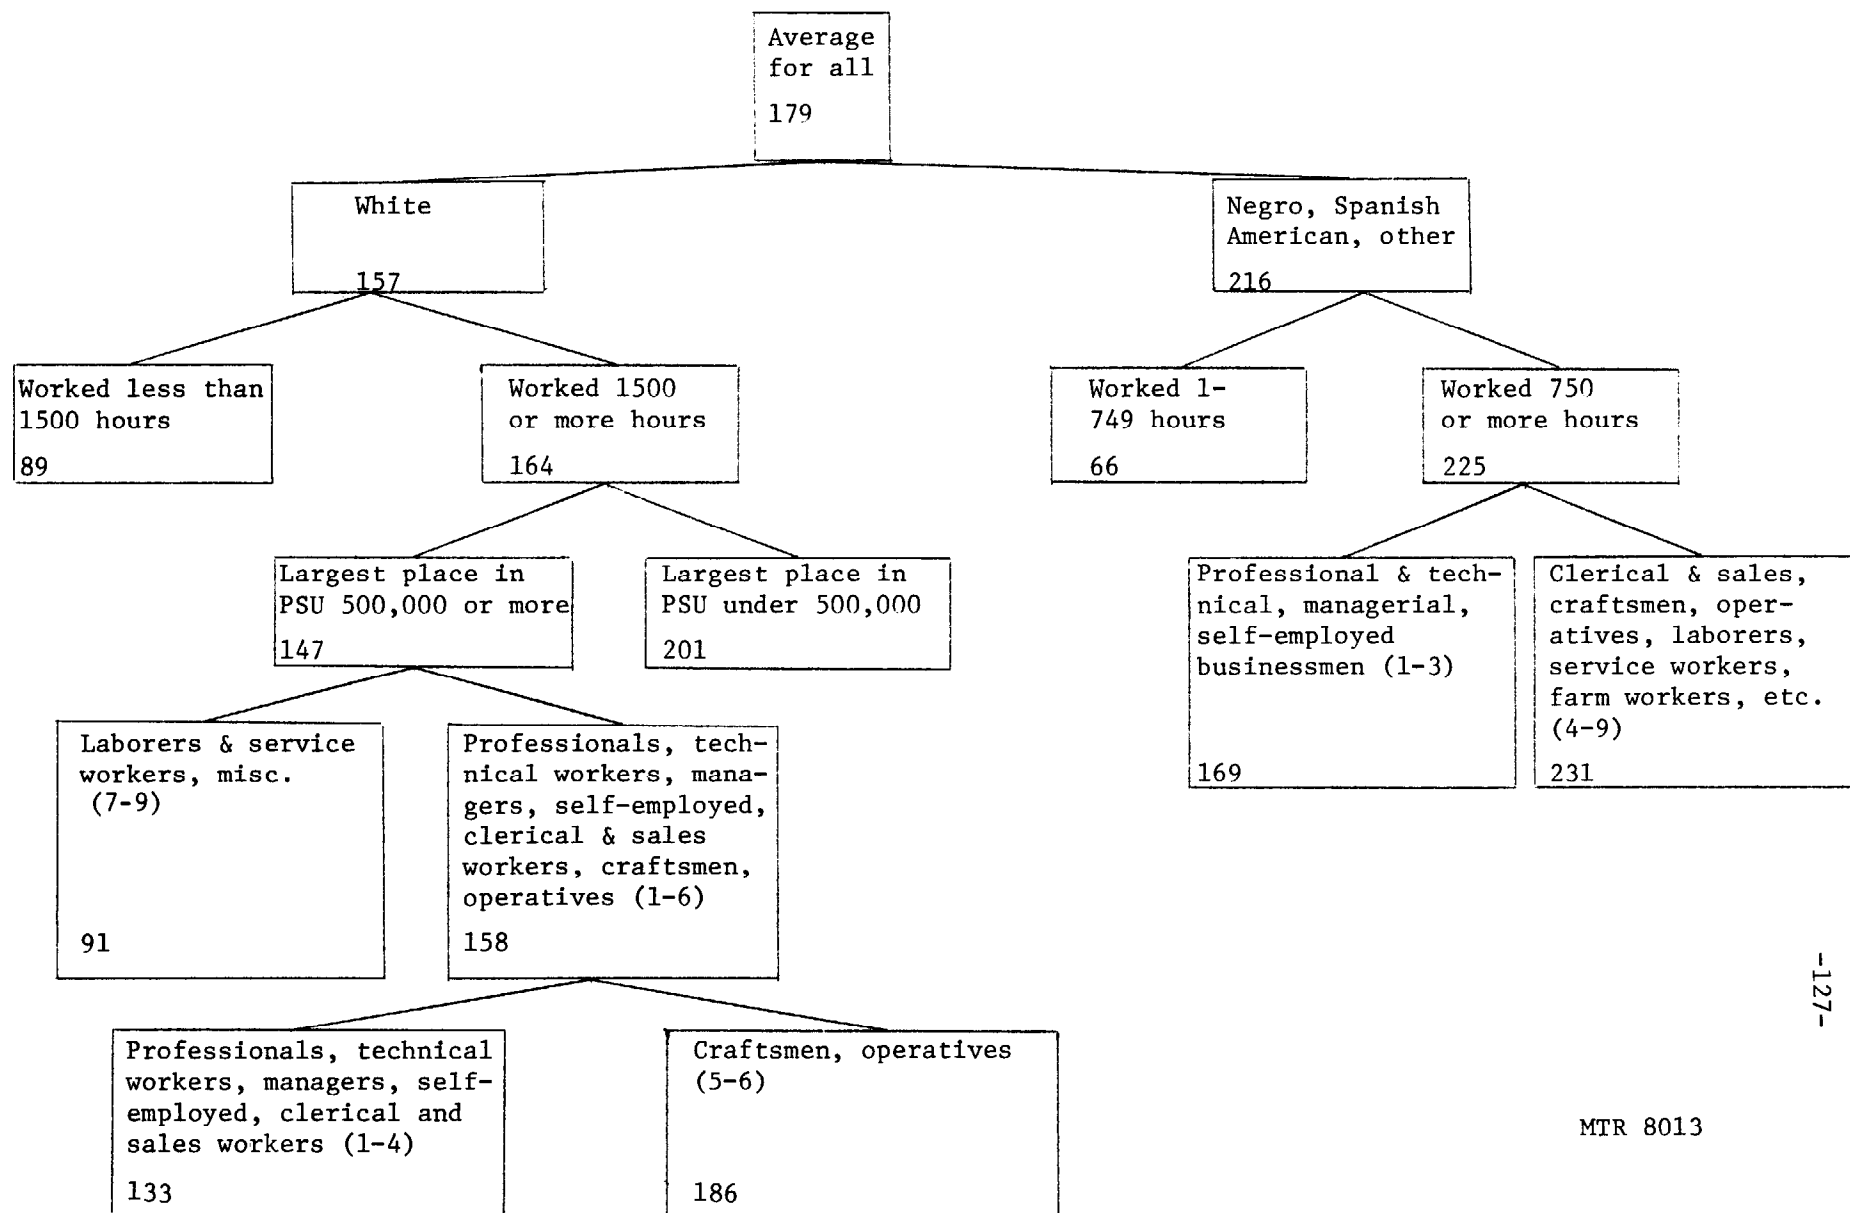 Average
for all
179
White
157
Negro, Spanish
American, other
216
Worked less than
1500 hours
89
Worked 1500
or more hours
164
Worked 1-
749 hours
66
Worked 750
or more hours
225
Largest place in
PSU 500,000 or more
147
Largest place in
PSU under 500,000
201
Professional & tech-
nical, managerial,
self-employed
businessmen (1-3)
169
Clerical & sales,
craftsmen, oper-
atives, laborers,
service workers,
farm workers, etc.
(4-9)
231
Laborers & service
workers, misc.
(7-9)
91
Professionals, tech-
nical workers, mana-
gers, self-employed,
clerical & sales
workers, craftsmen,
operatives (1-6)
158
Professionals, technical
workers, managers, self-
employed, clerical and
sales workers (1-4)
133
Craftsmen, operatives
(5-6)
186
-127-
MTR 8013